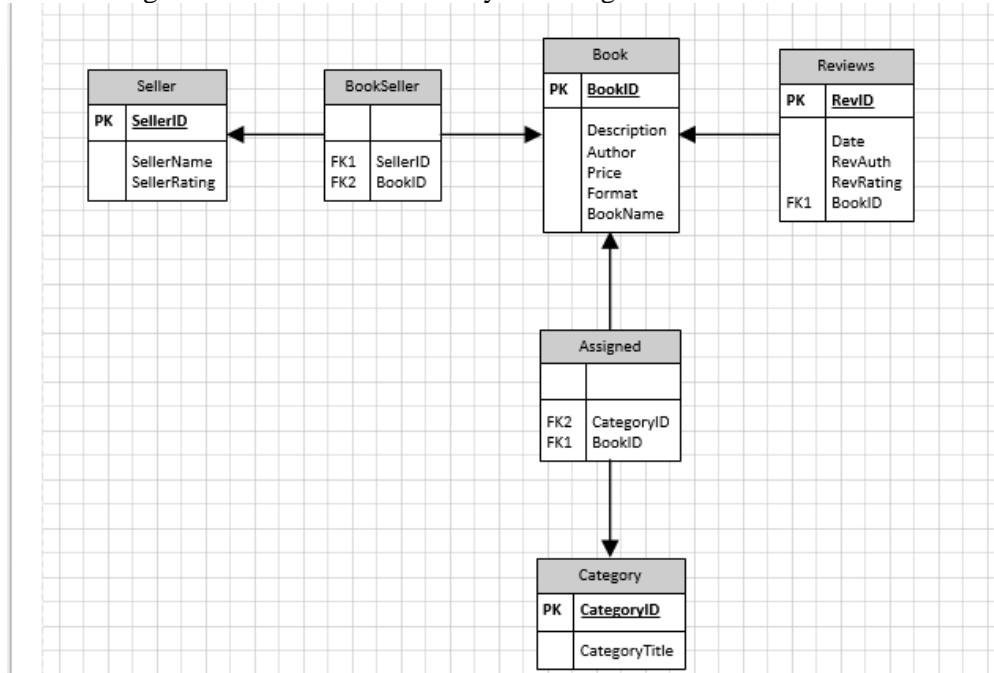 Seller
PK SellerID
SellerName
SellerRating
BookSeller
FK1 SellerID
FK2 BookID
Book
PK BookID
Description
Author
Price
Format
BookName
Reviews
PK RevID
Date
RevAuth
RevRating
FK1 BookID
Assigned
FK2 CategoryID
FK1 BookID
Category
PK CategoryID
CategoryTitle